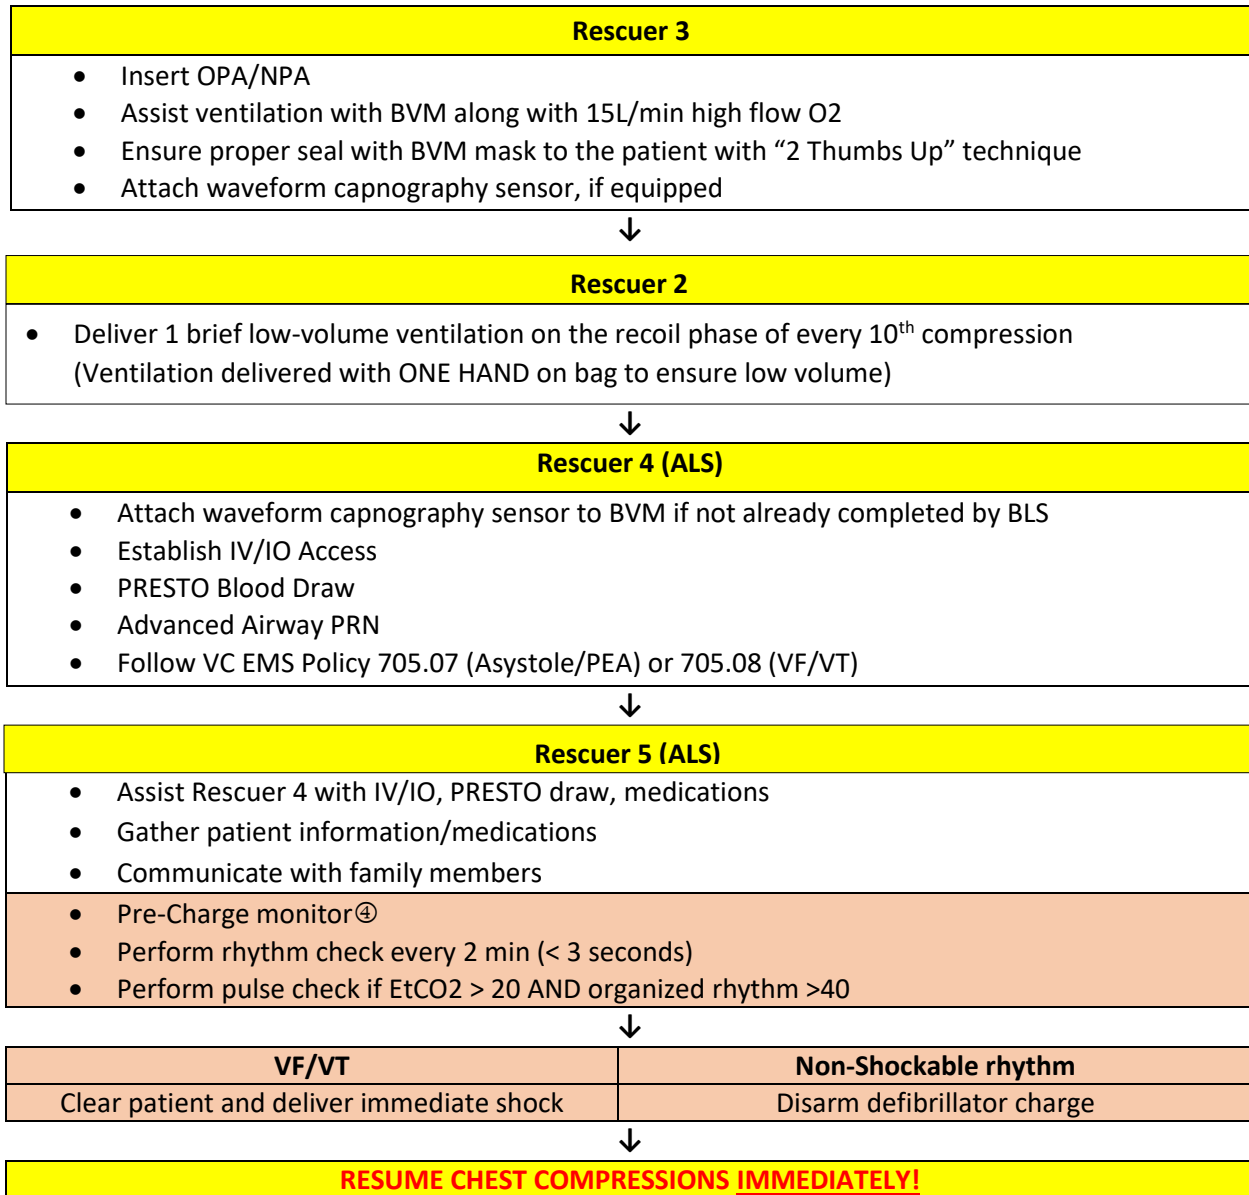 Rescuer 3
• Insert OPA/NPA
• Assist ventilation with BVM along with 15L/min high flow O2
• Ensure proper seal with BVM mask to the patient with “2 Thumbs Up” technique
• Attach waveform capnography sensor, if equipped
↓
Rescuer 2
• Deliver 1 brief low-volume ventilation on the recoil phase of every 10th compression
(Ventilation delivered with ONE HAND on bag to ensure low volume)
↓
Rescuer 4 (ALS)
• Attach waveform capnography sensor to BVM if not already completed by BLS
• Establish IV/IO Access
• PRESTO Blood Draw
• Advanced Airway PRN
• Follow VC EMS Policy 705.07 (Asystole/PEA) or 705.08 (VF/VT)
↓
Rescuer 5 (ALS)
• Assist Rescuer 4 with IV/IO, PRESTO draw, medications
• Gather patient information/medications
• Communicate with family members
• Pre-Charge monitor④
• Perform rhythm check every 2 min (< 3 seconds)
• Perform pulse check if EtCO2 > 20 AND organized rhythm >40
↓
VF/VT
Non-Shockable rhythm
Clear patient and deliver immediate shock
Disarm defibrillator charge
↓
RESUME CHEST COMPRESSIONS IMMEDIATELY!